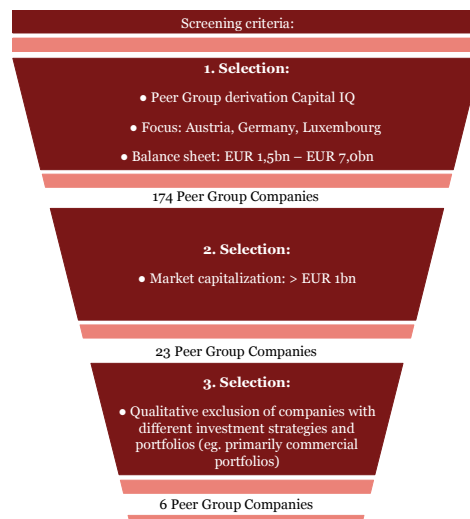 Screening criteria:
1. Selection:
● Peer Group derivation Capital IQ
● Focus: Austria, Germany, Luxembourg
● Balance sheet: EUR 1,5bn – EUR 7,0bn
174 Peer Group Companies
2. Selection:
● Market capitalization: > EUR 1bn
23 Peer Group Companies
3. Selection:
● Qualitative exclusion of companies with
different investment strategies and
portfolios (eg. primarily commercial
portfolios)
6 Peer Group Companies